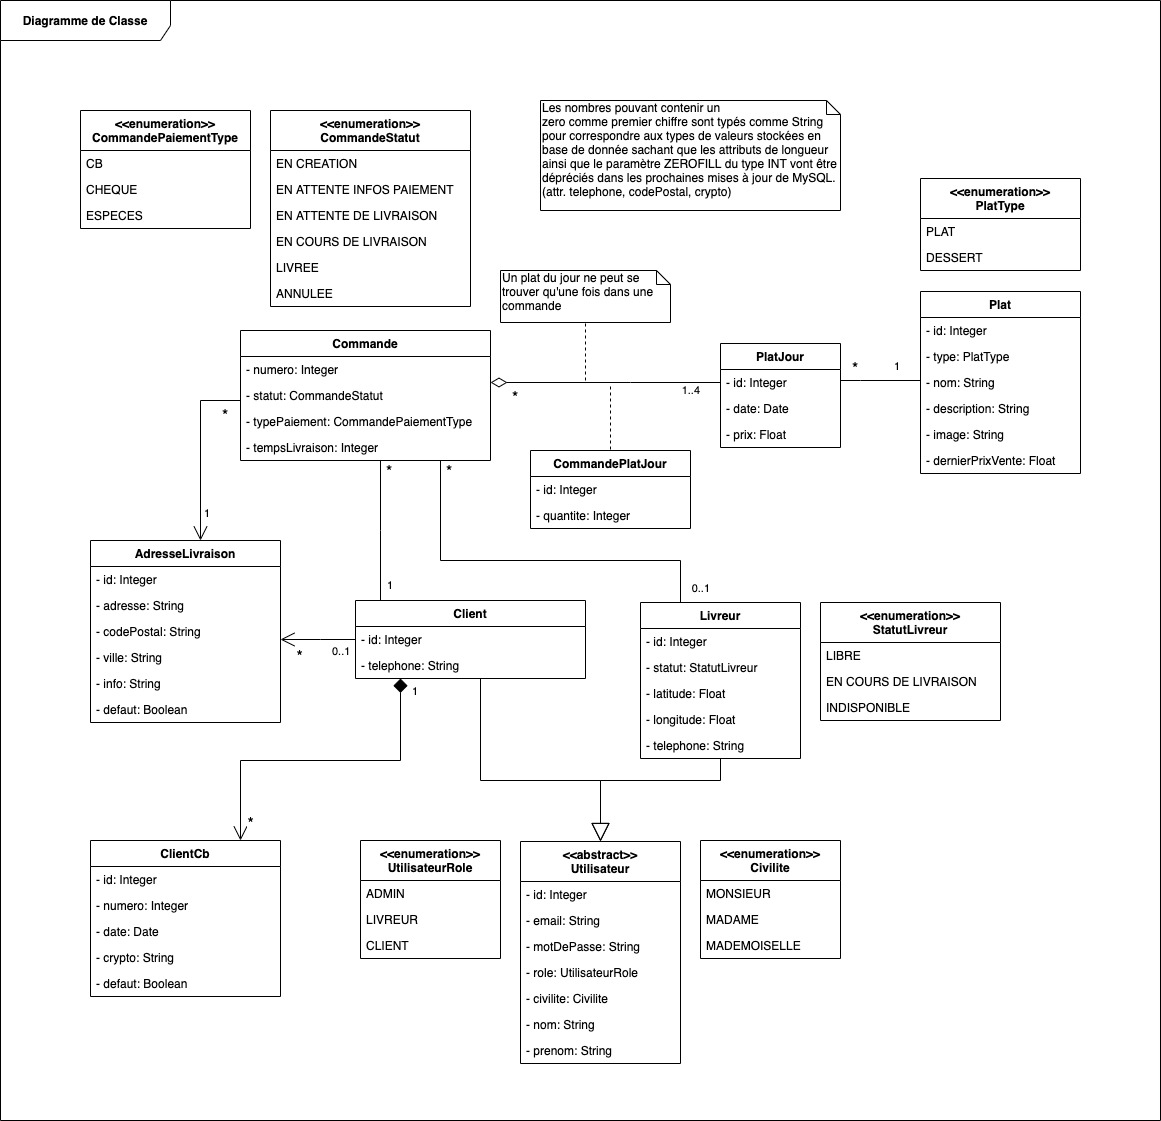 Diagramme de Classe
<<enumeration>>
CommandePaiementType
CB
CHEQUE
ESPECES
<<enumeration>>
CommandeStatut
EN CREATION
EN ATTENTE INFOS PAIEMENT
EN ATTENTE DE LIVRAISON
EN COURS DE LIVRAISON
LIVREE
ANNULEE
Les nombres pouvant contenir un
zero comme premier chiffre sont typés comme String
pour correspondre aux types de valeurs stockées en
base de donnée sachant que les attributs de longueur
ainsi que le paramètre ZEROFILL du type INT vont être
dépréciés dans les prochaines mises à jour de MySQL.
(attr. telephone, codePostal, crypto)
<<enumeration>>
PlatType
PLAT
DESSERT
Un plat du jour ne peut se
trouver qu'une fois dans une
commande
Commande
- numero: Integer
- statut: CommandeStatut
- typePaiement: CommandePaiementType
- tempsLivraison: Integer
*
1..4
PlatJour
- id: Integer
- date: Date
- prix: Float
*
1
Plat
- id: Integer
- type: PlatType
- nom: String
- description: String
- image: String
- dernierPrixVente: Float
CommandePlatJour
- id: Integer
- quantite: Integer
*
1
*
1
*
0..1
AdresseLivraison
- id: Integer
- adresse: String
- codePostal: String
- ville: String
- info: String
- defaut: Boolean
*
0..1
Client
- id: Integer
- telephone: String
1
*
Livreur
- id: Integer
- statut: StatutLivreur
- latitude: Float
- longitude: Float
- telephone: String
<<enumeration>>
StatutLivreur
LIBRE
EN COURS DE LIVRAISON
INDISPONIBLE
ClientCb
- id: Integer
- numero: Integer
- date: Date
- crypto: String
- defaut: Boolean
<<enumeration>>
UtilisateurRole
ADMIN
LIVREUR
CLIENT
<<abstract>>
Utilisateur
- id: Integer
- email: String
- motDePasse: String
- role: UtilisateurRole
- civilite: Civilite
- nom: String
- prenom: String
<<enumeration>>
Civilite
MONSIEUR
MADAME
MADEMOISELLE